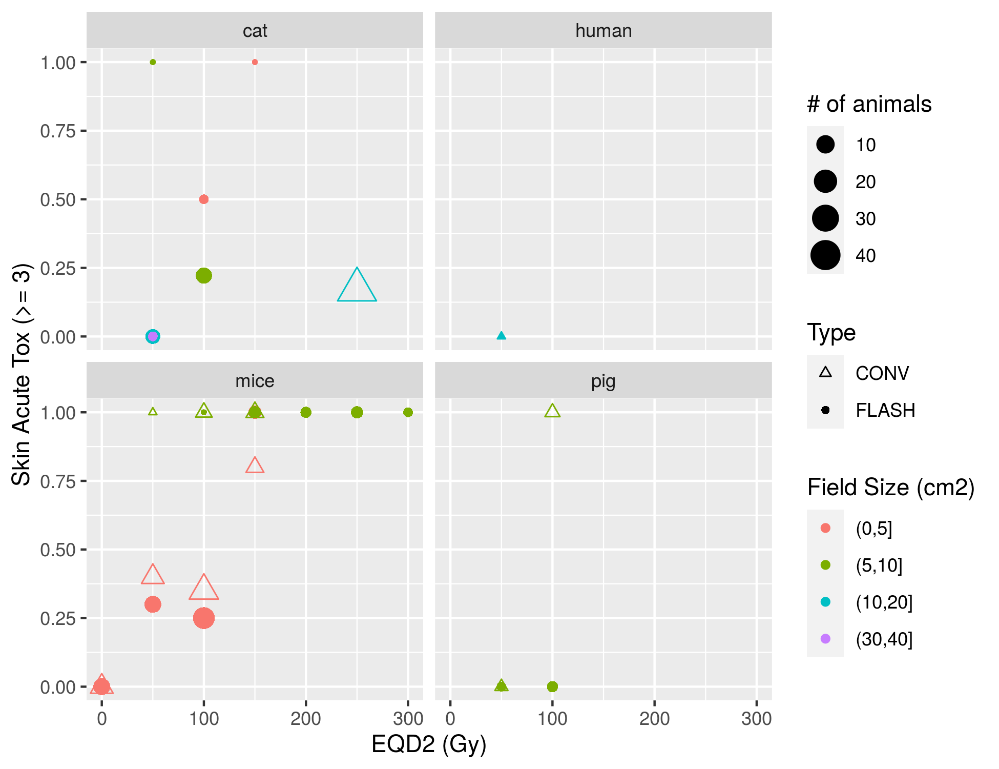 cat
human
1.00
0.75
0.50
0.25
0.00
mice
pig
1.00
0.75
0.50
0.25
0.00
0
100
200
300
0
100
200
300
EQD2 (Gy)
Skin Acute Tox (>= 3)
# of animals
10
20
30
40
Type
CONV
FLASH
Field Size (cm2)
(0,5]
(5,10]
(10,20]
(30,40]